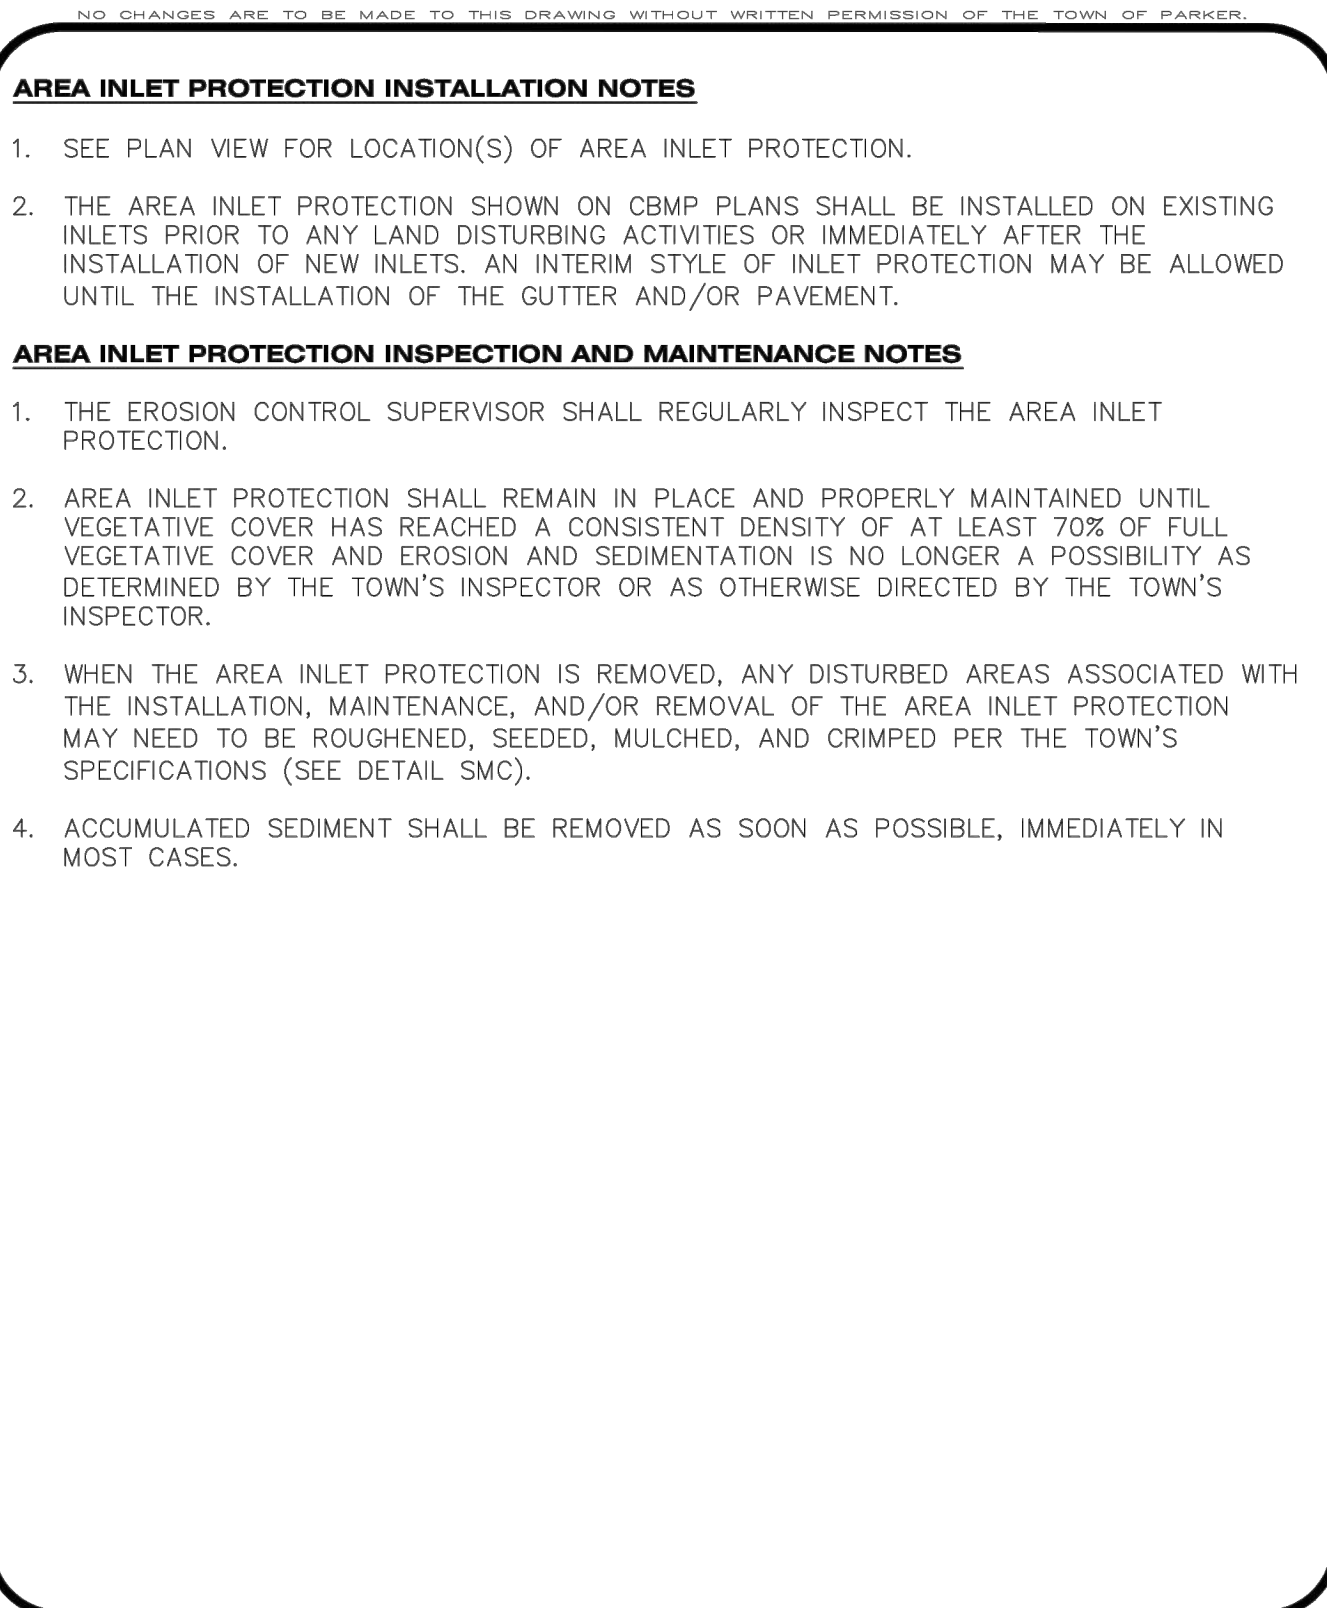 NO CHANGES ARE TO BE MADE TO THIS DRAWING WITHOUT WRITTEN PERMISSION OF THE TOWN OF PARKER.
AREA INLET PROTECTION INSTALLATION NOTES
1. SEE PLAN VIEW FOR LOCATION(S) OF AREA INLET PROTECTION.
2. THE AREA INLET PROTECTION SHOWN ON CBMP PLANS SHALL BE INSTALLED ON EXISTING
INLETS PRIOR TO ANY LAND DISTURBING ACTIVITIES OR IMMEDIATELY AFTER THE
INSTALLATION OF NEW INLETS. AN INTERIM STYLE OF INLET PROTECTION MAY BE ALLOWED
UNTIL THE INSTALLATION OF THE GUTTER AND/OR PAVEMENT.
AREA INLET PROTECTION INSPECTION AND MAINTENANCE NOTES
1. THE EROSION CONTROL SUPERVISOR SHALL REGULARLY INSPECT THE AREA INLET
PROTECTION.
2. AREA INLET PROTECTION SHALL REMAIN IN PLACE AND PROPERLY MAINTAINED UNTIL
VEGETATIVE COVER HAS REACHED A CONSISTENT DENSITY OF AT LEAST 70% OF FULL
VEGETATIVE COVER AND EROSION AND SEDIMENTATION IS NO LONGER A POSSIBILITY AS
DETERMINED BY THE TOWN'S INSPECTOR OR AS OTHERWISE DIRECTED BY THE TOWN'S
INSPECTOR.
3. WHEN THE AREA INLET PROTECTION IS REMOVED, ANY DISTURBED AREAS ASSOCIATED WITH
THE INSTALLATION, MAINTENANCE, AND/OR REMOVAL OF THE AREA INLET PROTECTION
MAY NEED TO BE ROUGHENED, SEEDED, MULCHED, AND CRIMPED PER THE TOWN'S
SPECIFICATIONS (SEE DETAIL SMC).
4. ACCUMULATED SEDIMENT SHALL BE REMOVED AS SOON AS POSSIBLE, IMMEDIATELY IN
MOST CASES.